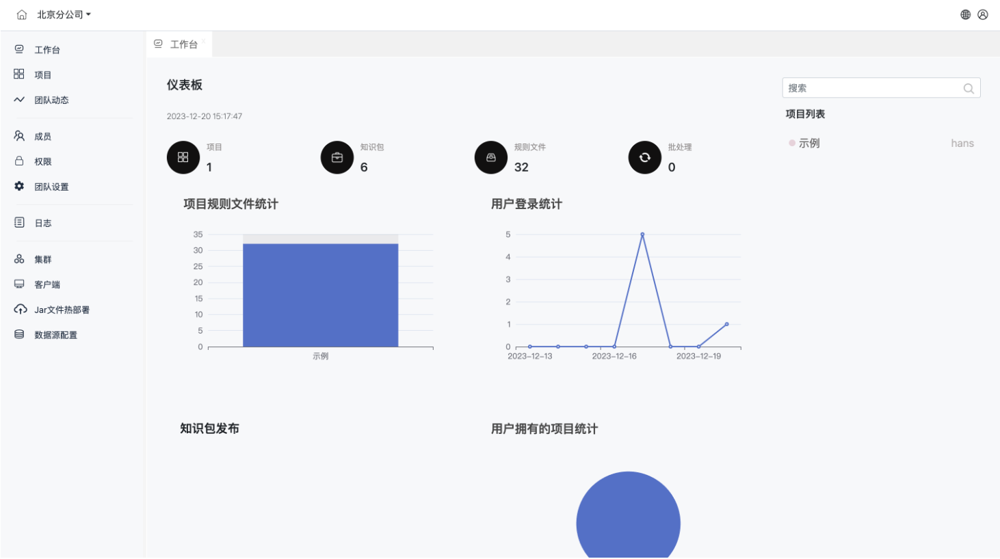 北京分公司
工作台
项目
团队动态
成员
权限
团队设置
日志
集群
客户端
Jar文件热部署
数据源配置
工作台 x
仪表板
2023-12-20 15:17:47
项目
1
知识包
6
规则文件
32
批处理
0
项目规则文件统计
35
30
25
20
15
10
5
0
示例
用户登录统计
5
4
3
2
1
0
2023-12-13 2023-12-16 2023-12-19
知识包发布
用户拥有的项目统计
搜索
项目列表
示例 hans